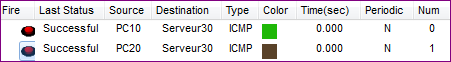 Fire Last Status Source Destination Type Color Time(sec) Periodic Num
Successful PC10 Serveur30 ICMP 0.000 N 0
Successful PC20 Serveur30 ICMP 0.000 N 1